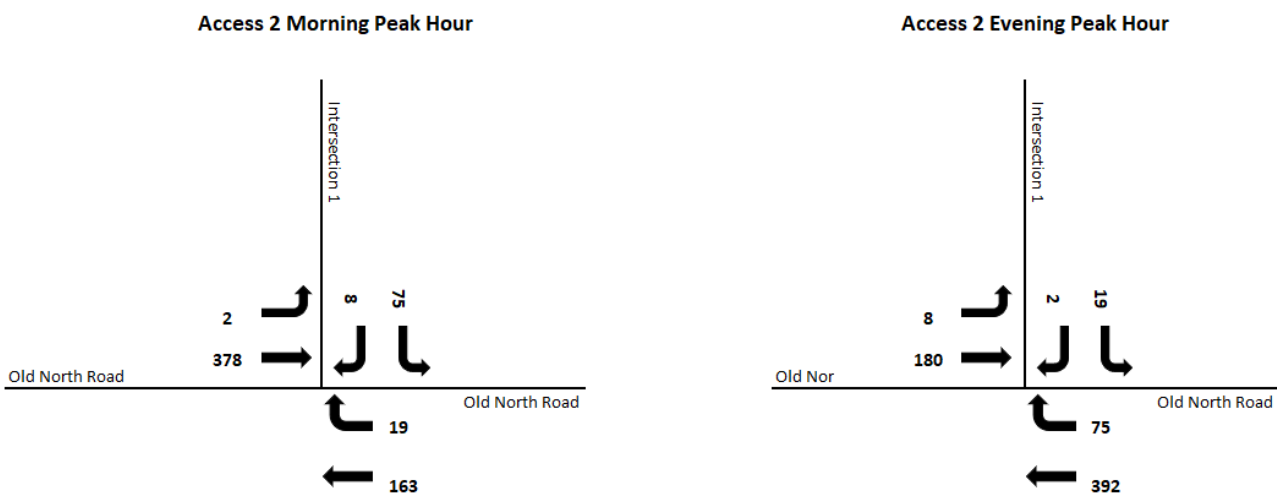 Access 2 Morning Peak Hour
Intersection 1
2
8
75
378
Old North Road
Old North Road
19
163
Access 2 Evening Peak Hour
Intersection 1
8
2
19
180
Old Nor
Old North Road
75
392